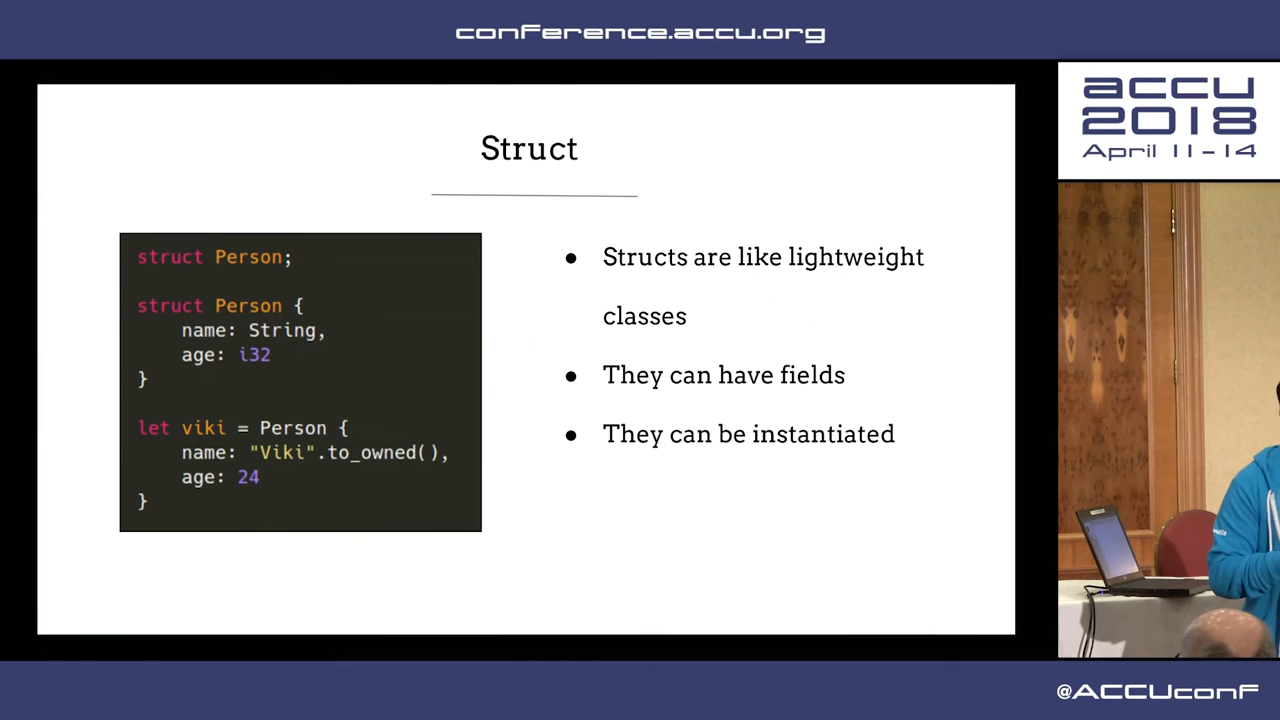 conference.accu.org
accu
2018
April 11-14
Struct
struct Person;
struct Person {
name: String,
age: i32
}
let viki = Person {
name: "Viki".to_owned(),
age: 24
}
● Structs are like lightweight
classes
● They can have fields
● They can be instantiated
@ACCUconf